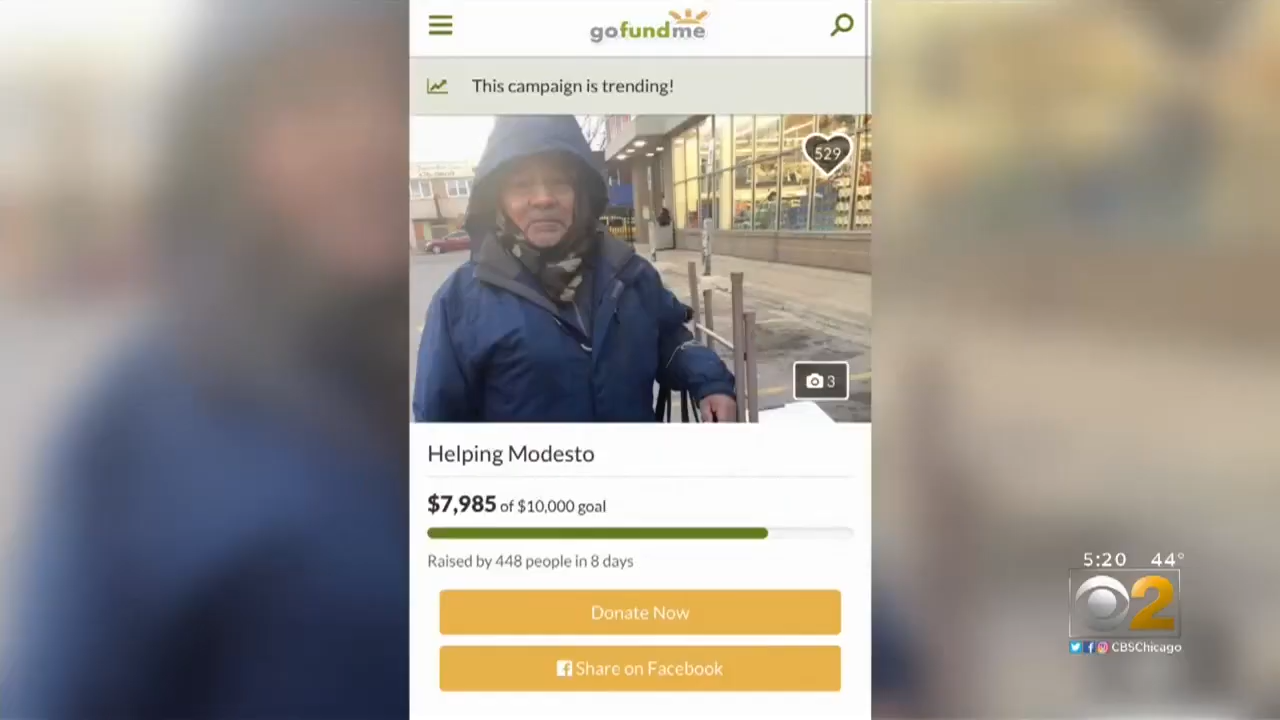 gofundme
This campaign is trending!
529
3
Helping Modesto
$7,985 of $10,000 goal
Raised by 448 people in 8 days
Donate Now
Share on Facebook
5:20 44°
2
CBSChicago